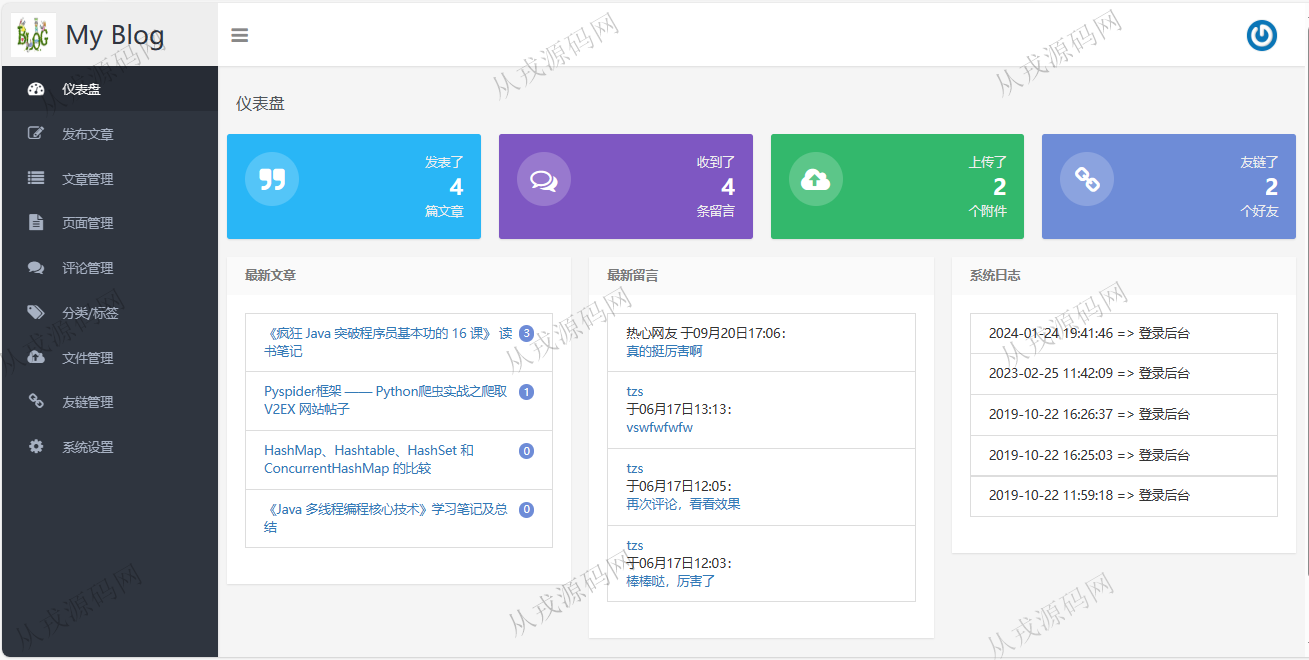 BLOG
My Blog
仪表盘
发布文章
文章管理
页面管理
评论管理
分类/标签
文件管理
友链管理
系统设置
仪表盘
发表了
4
篇文章
收到了
4
条留言
上传了
2
个附件
友链了
2
个好友
最新文章
《疯狂 Java 突破程序员基本功的 16 课》 读 3
书笔记
Pyspider框架 —— Python爬虫实战之爬取 1
V2EX 网站帖子
HashMap、Hashtable、HashSet 和 0
ConcurrentHashMap 的比较
《Java 多线程编程核心技术》学习笔记及总 0
结
最新留言
热心网友 于09月20日17:06：
真的挺厉害啊
tzs
于06月17日13:13：
vswfwfwfw
tzs
于06月17日12:05：
再次评论，看看效果
tzs
于06月17日12:03：
棒棒哒，厉害了
系统日志
2024-01-24 19:41:46 => 登录后台
2023-02-25 11:42:09 => 登录后台
2019-10-22 16:26:37 => 登录后台
2019-10-22 16:25:03 => 登录后台
2019-10-22 11:59:18 => 登录后台
从戎源码网
从戎源码网
从戎源码网
从戎源码网
从戎源码网
从戎源码网
从戎源码网
从戎源码网
从戎源码网